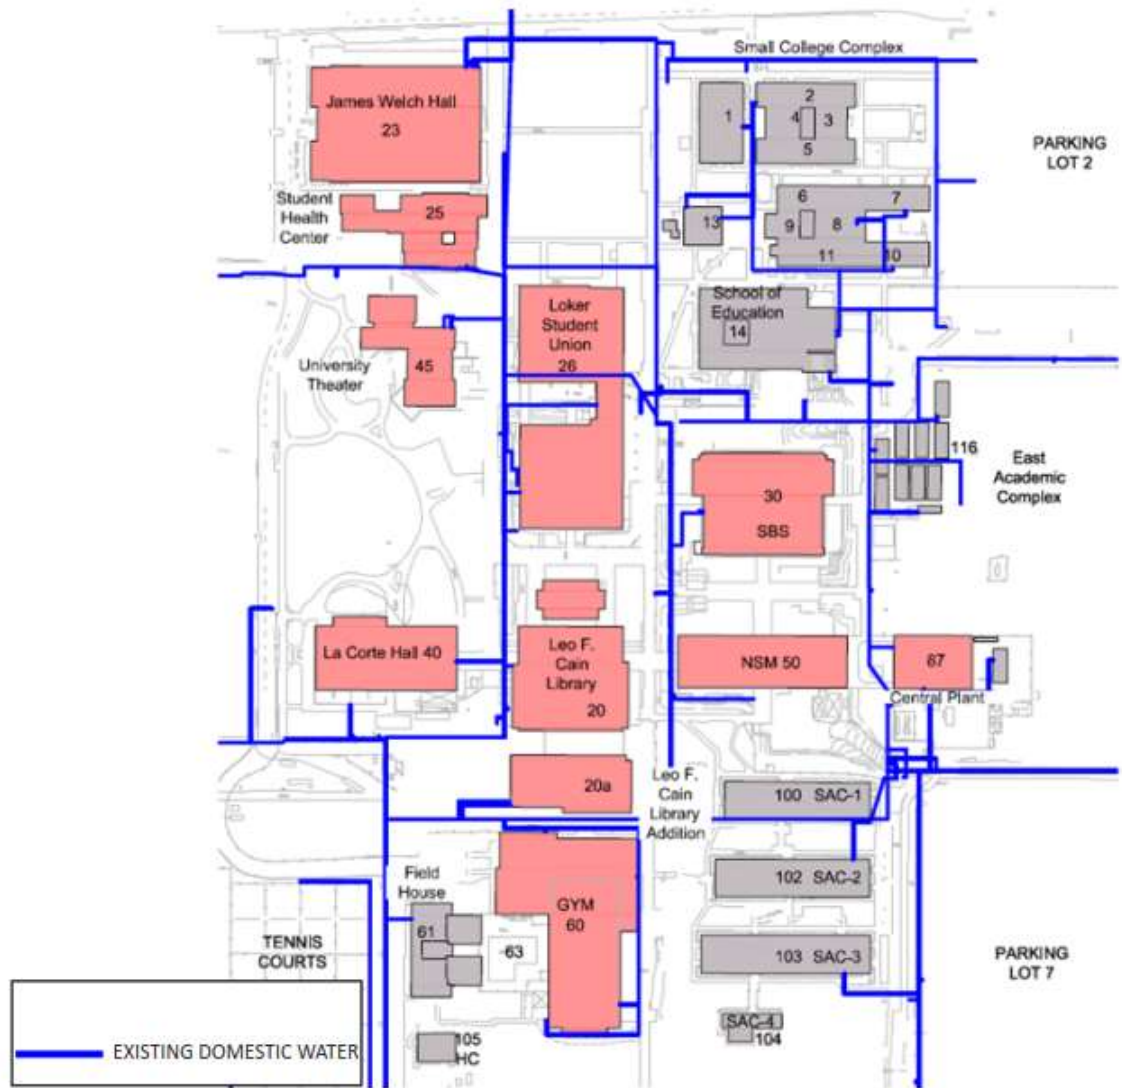 Small College Complex
James Welch Hall
23
1
2
4 3
5
PARKING
LOT 2
Student
Health
Center
25
6
7
13
9 8
11
10
School of
Education
14
Loker
Student
Union
26
University
Theater
45
116
East
Academic
Complex
30
SBS
La Corte Hall 40
Leo F.
Cain
Library
20
NSM 50
87
Central Plant
20a
Leo F.
Cain
Library
Addition
100 SAC-1
Field
House
102 SAC-2
GYM
60
61
63
TENNIS
COURTS
103 SAC-3
PARKING
LOT 7
SAC-4
104
105
HC
EXISTING DOMESTIC WATER